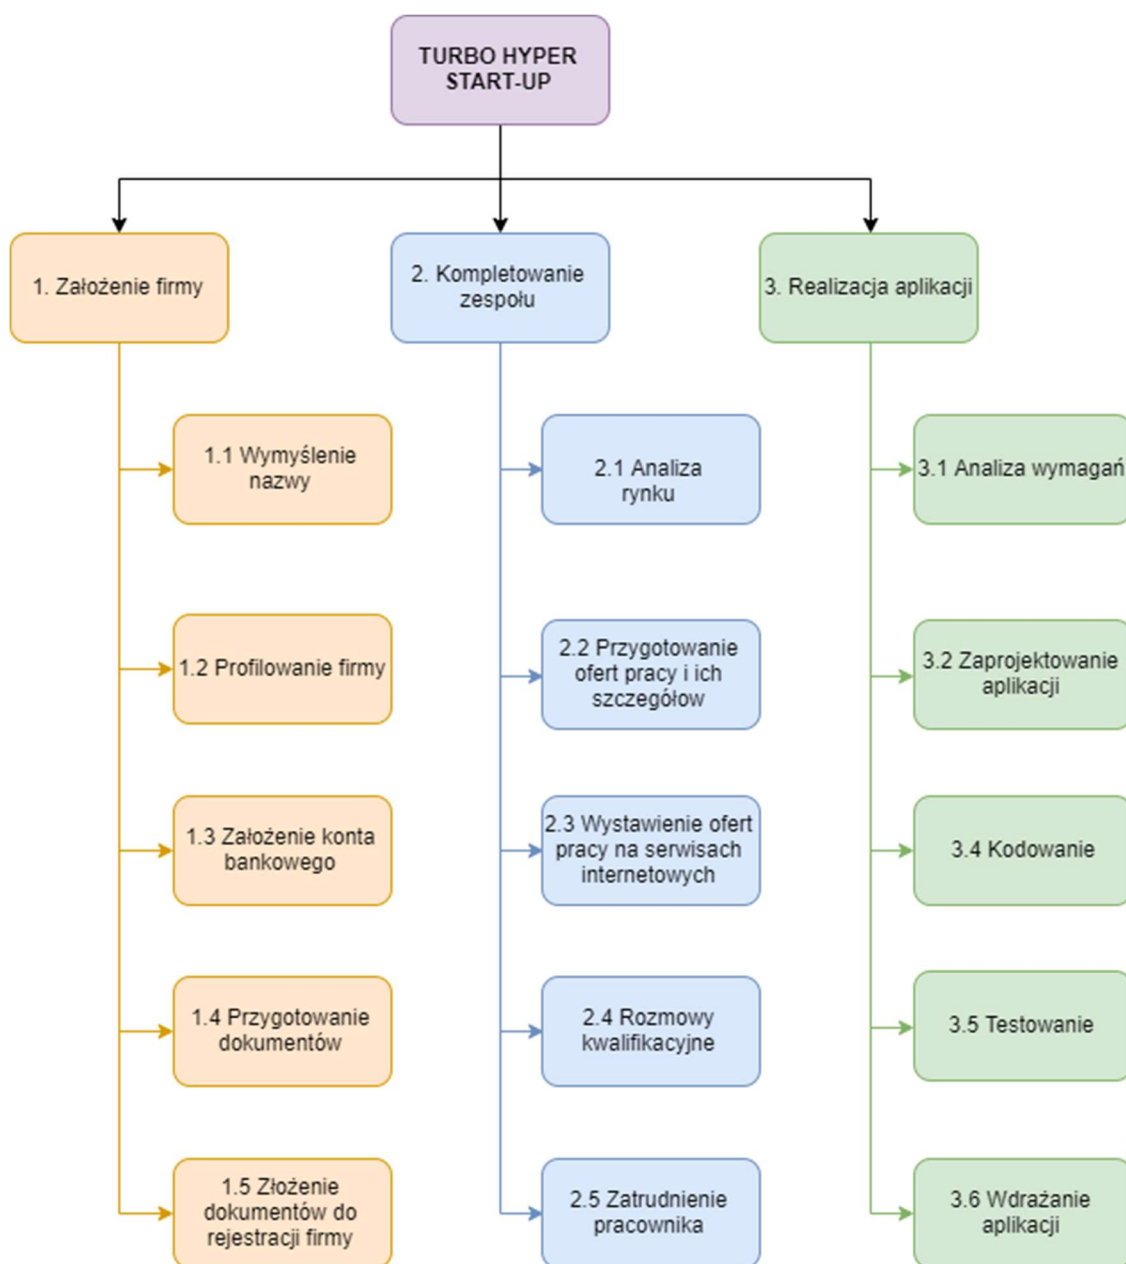 TURBO HYPER
START-UP
1. Założenie firmy
2. Kompletowanie
zespołu
3. Realizacja aplikacji
1.1 Wymyślenie
nazwy
1.2 Profilowanie firmy
1.3 Założenie konta
bankowego
1.4 Przygotowanie
dokumentów
1.5 Złożenie
dokumentów do
rejestracji firmy
2.1 Analiza
rynku
2.2 Przygotowanie
ofert pracy i ich
szczegółow
2.3 Wystawienie ofert
pracy na serwisach
internetowych
2.4 Rozmowy
kwalifikacyjne
2.5 Zatrudnienie
pracownika
3.1 Analiza wymagań
3.2 Zaprojektowanie
aplikacji
3.4 Kodowanie
3.5 Testowanie
3.6 Wdrażanie
aplikacji